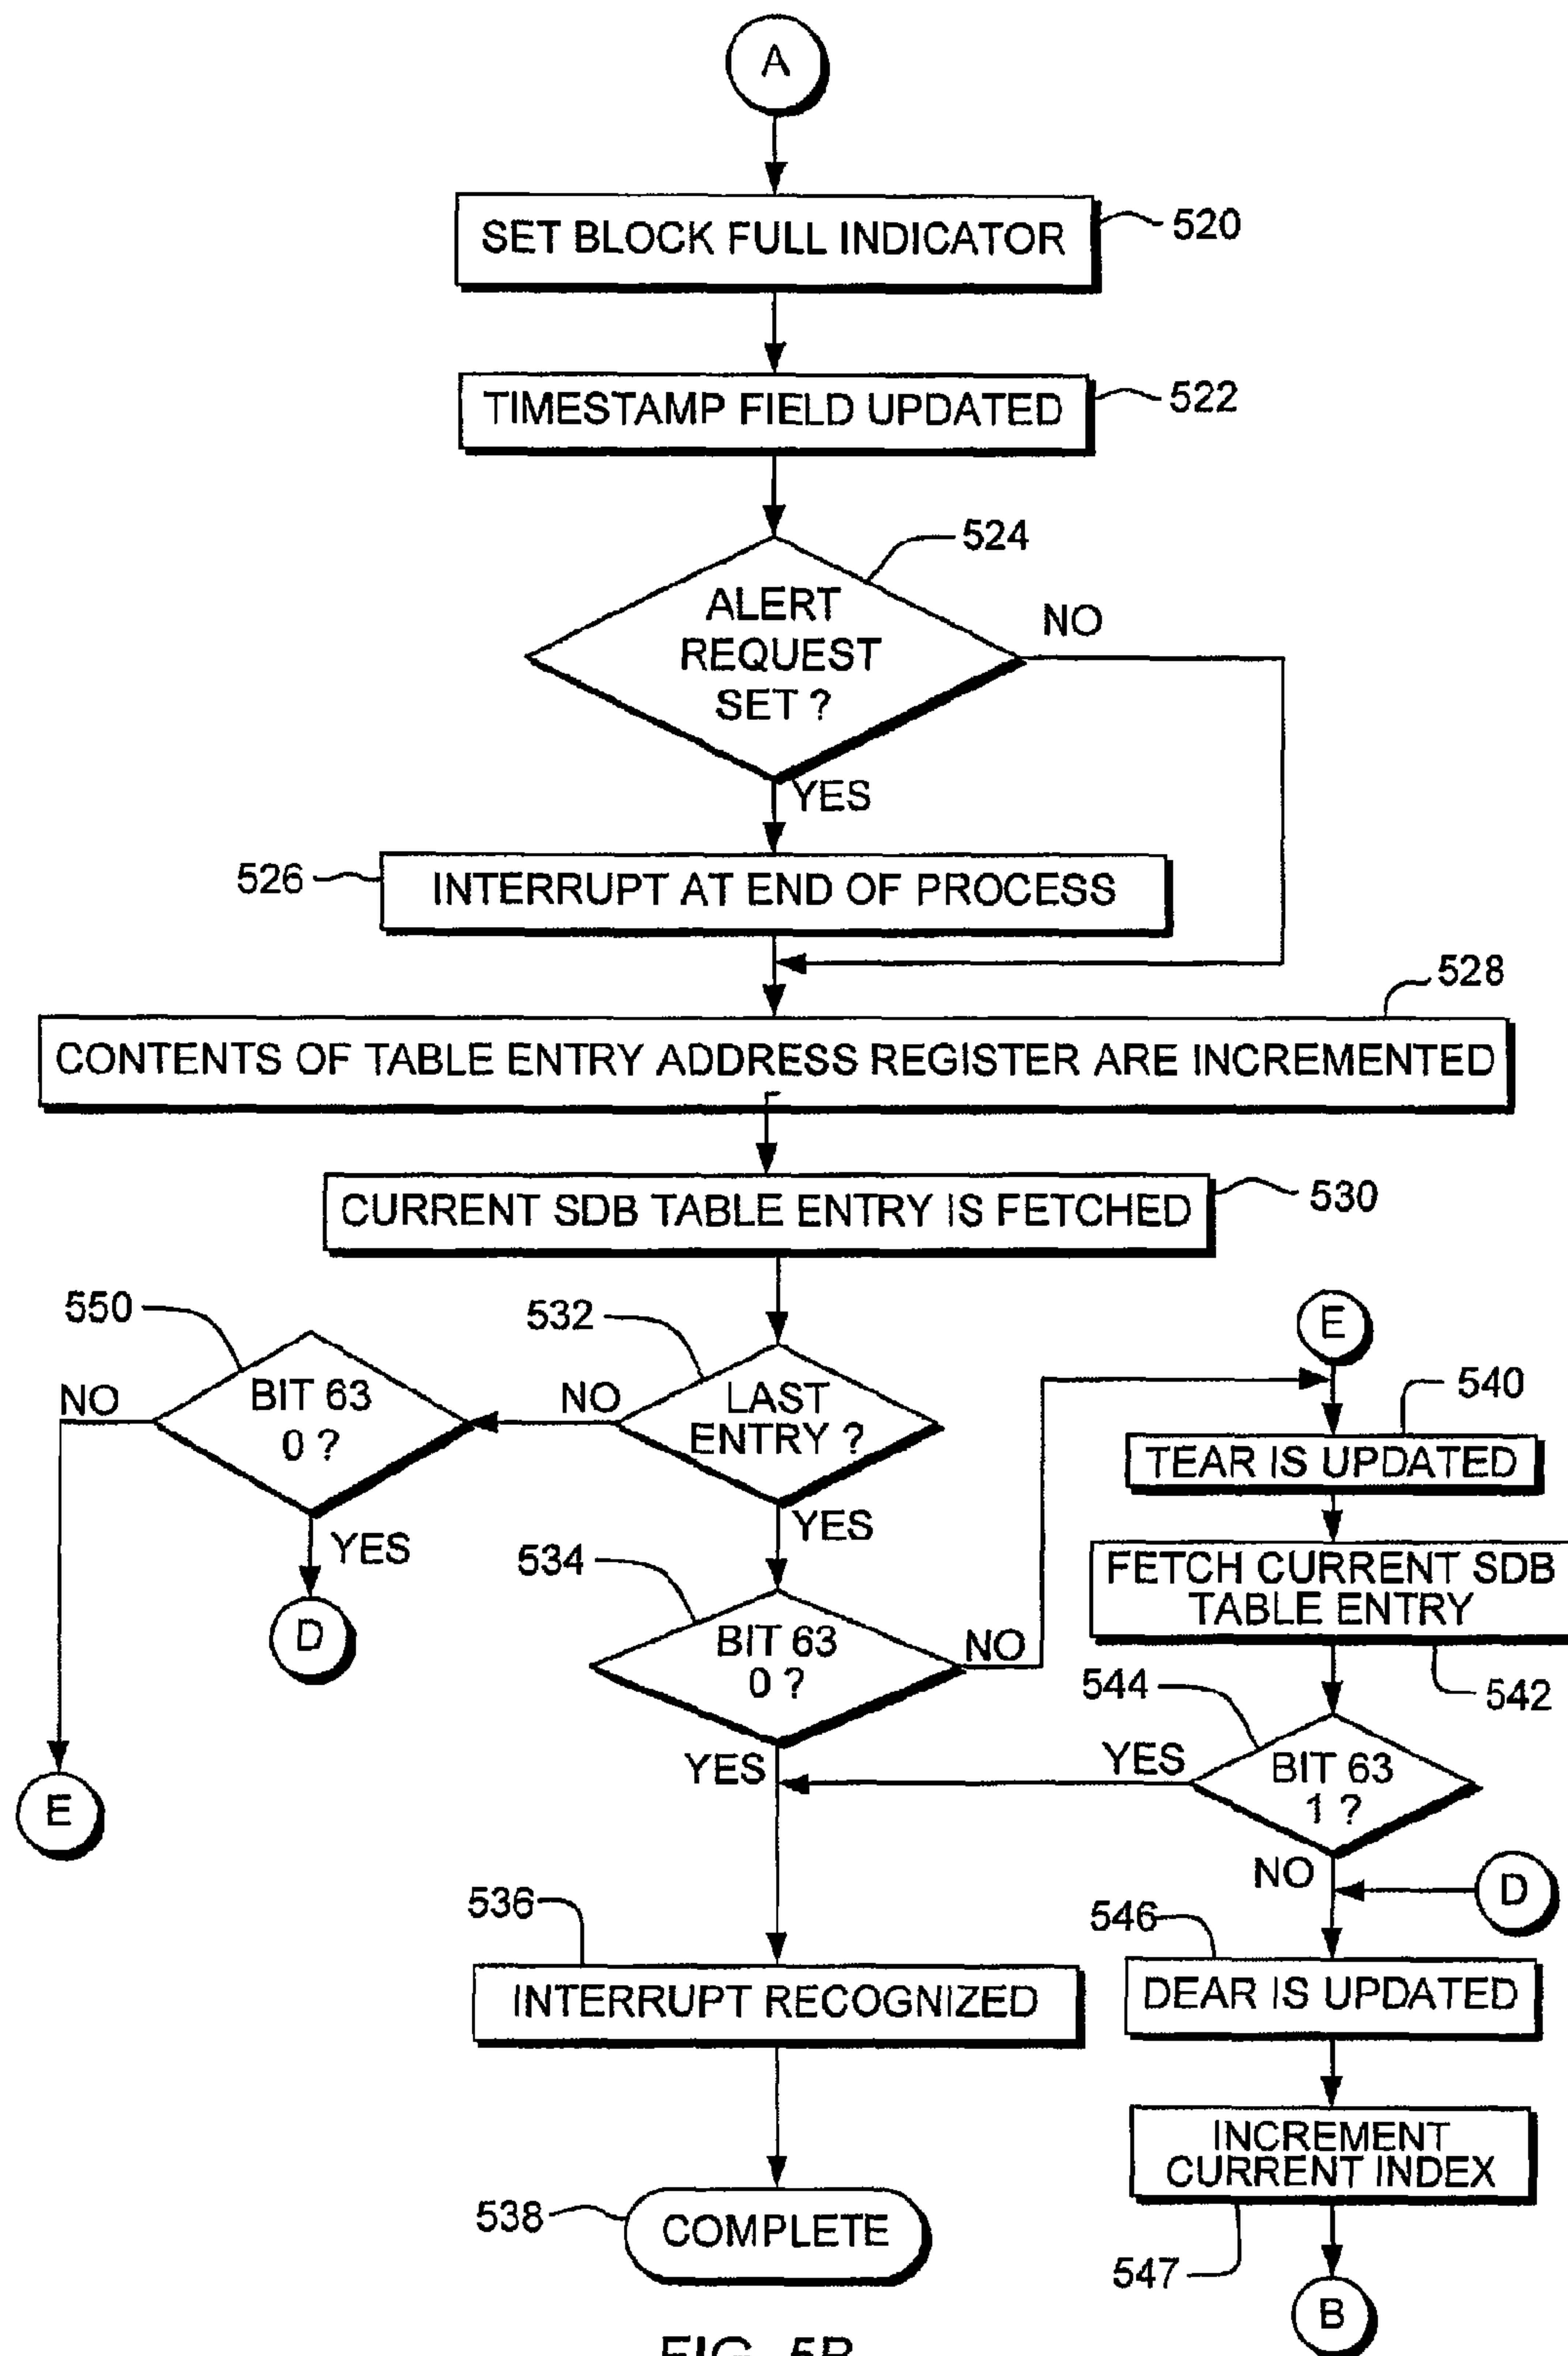 A
SET BLOCK FULL INDICATOR
520
TIMESTAMP FIELD UPDATED
522
524
ALERT
REQUEST
SET ?
NO
YES
526
INTERRUPT AT END OF PROCESS
528
CONTENTS OF TABLE ENTRY ADDRESS REGISTER ARE INCREMENTED
CURRENT SDB TABLE ENTRY IS FETCHED
530
550
532
E
NO
BIT 63
0 ?
NO
LAST
ENTRY ?
540
TEAR IS UPDATED
YES
YES
534
FETCH CURRENT SDB
TABLE ENTRY
D
BIT 63
0 ?
NO
544
542
YES
YES
BIT 63
1 ?
E
NO
D
536
546
INTERRUPT RECOGNIZED
DEAR IS UPDATED
INCREMENT
CURRENT INDEX
538
COMPLETE
547
B
FIG. 5B